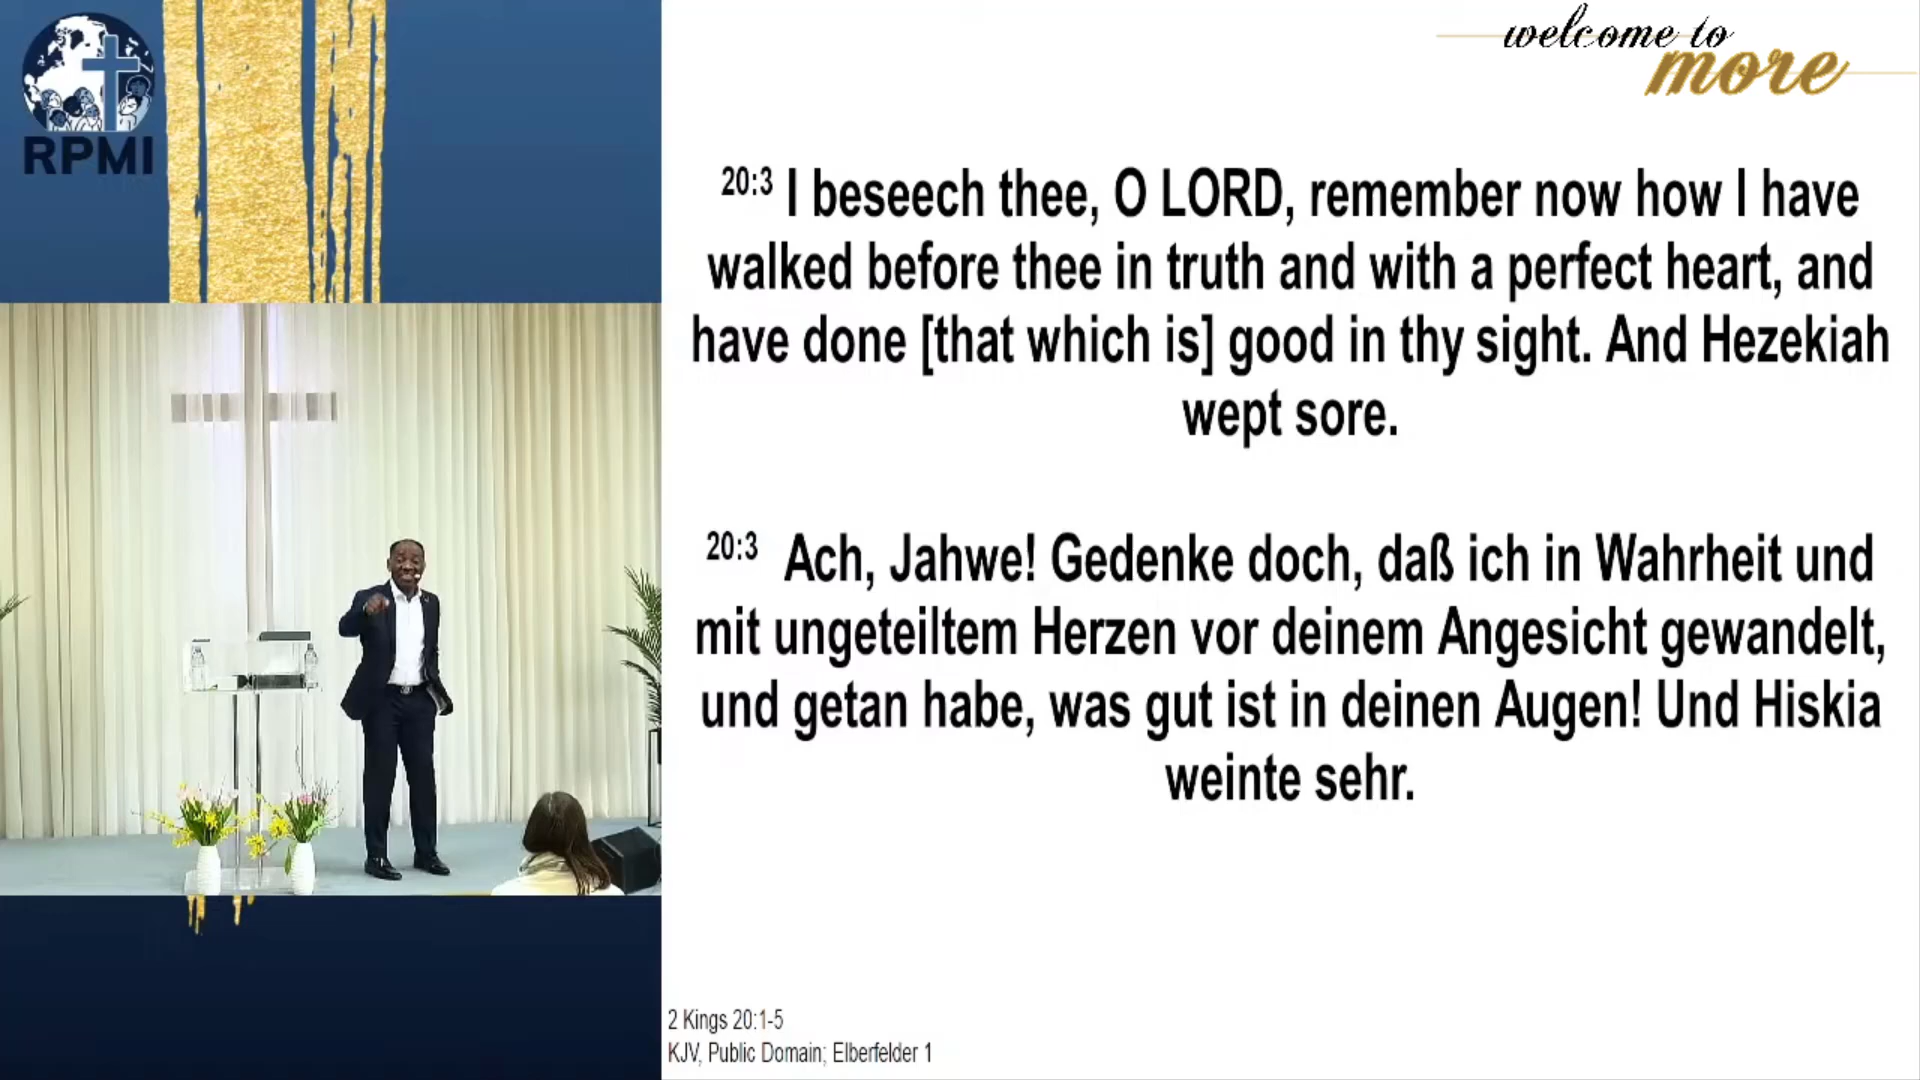 RPMI
welcome to
more
20:3 I beseech thee, O LORD, remember now how I have
walked before thee in truth and with a perfect heart, and
have done [that which is] good in thy sight. And Hezekiah
wept sore.
20:3 Ach, Jahwe! Gedenke doch, daß ich in Wahrheit und
mit ungeteiltem Herzen vor deinem Angesicht gewandelt,
und getan habe, was gut ist in deinen Augen! Und Hiskia
weinte sehr.
2 Kings 20:1-5
KJV, Public Domain; Elberfelder 1